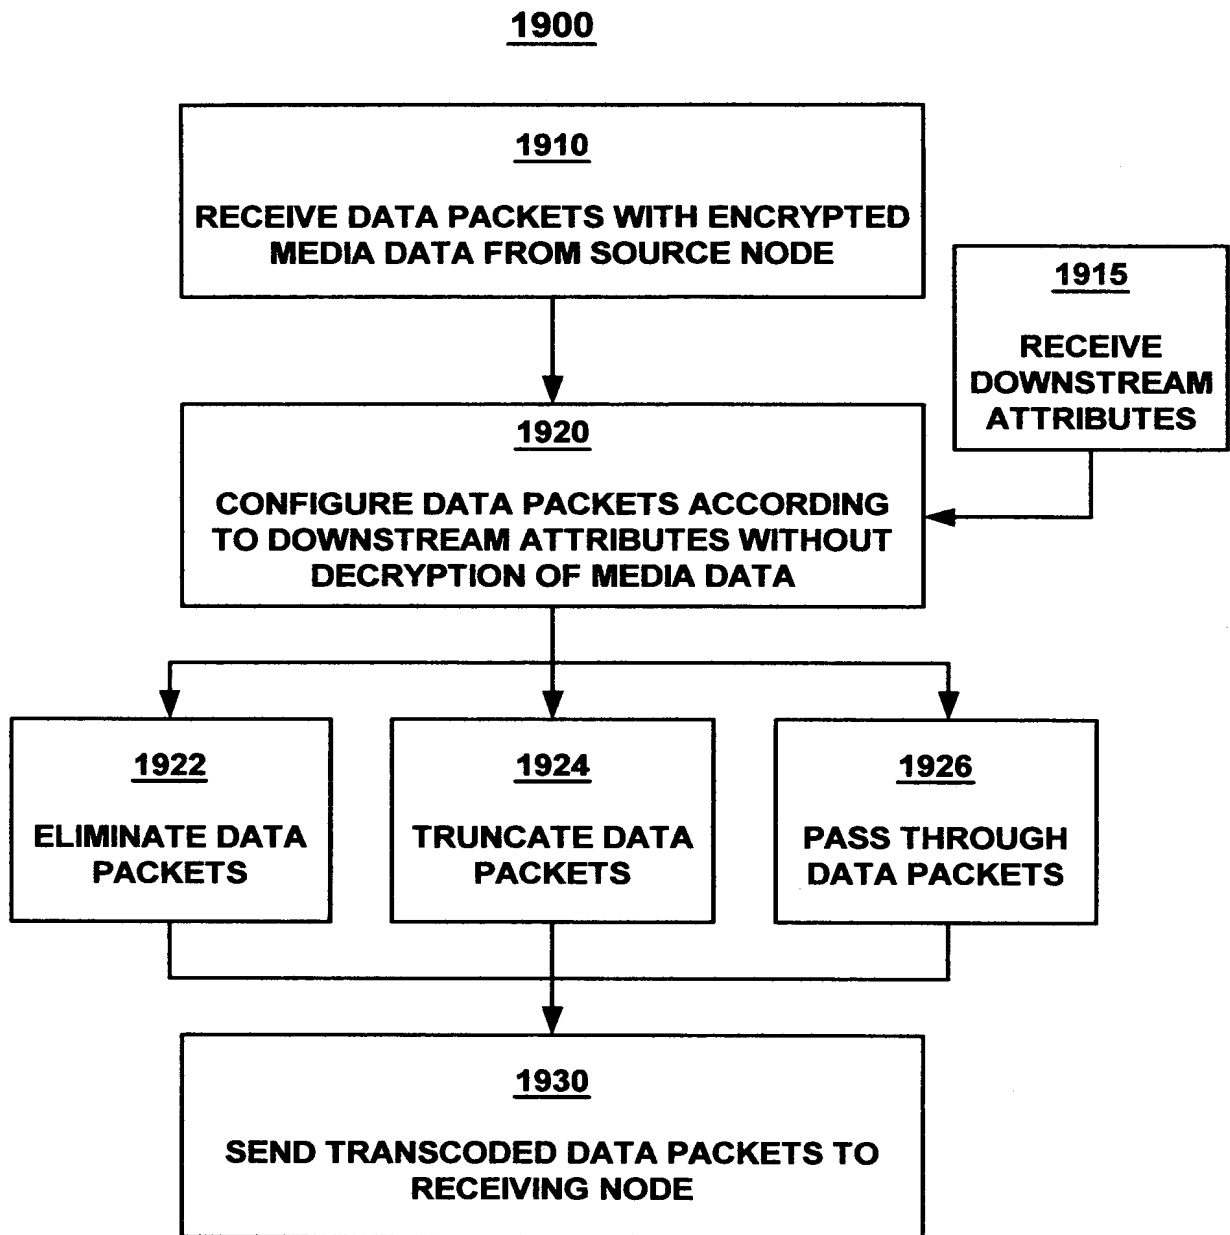 1900
1910
RECEIVE DATA PACKETS WITH ENCRYPTED
MEDIA DATA FROM SOURCE NODE
1915
RECEIVE
DOWNSTREAM
ATTRIBUTES
1920
CONFIGURE DATA PACKETS ACCORDING
TO DOWNSTREAM ATTRIBUTES WITHOUT
DECRYPTION OF MEDIA DATA
1922
ELIMINATE DATA
PACKETS
1924
TRUNCATE DATA
PACKETS
1926
PASS THROUGH
DATA PACKETS
1930
SEND TRANSCODED DATA PACKETS TO
RECEIVING NODE